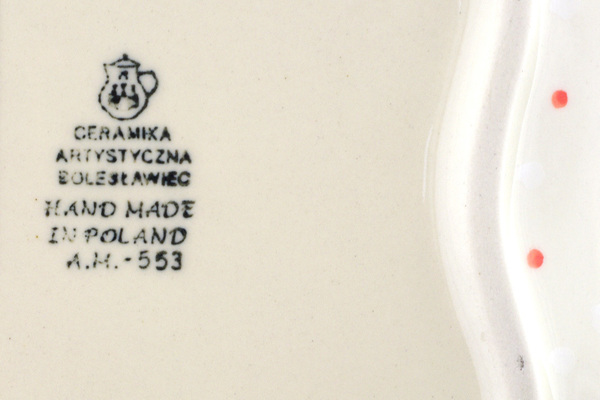 CERAMIKA
ARTYSTYCZNA
BOLESŁAWIEC
HAND MADE
IN POLAND
A.M.-553